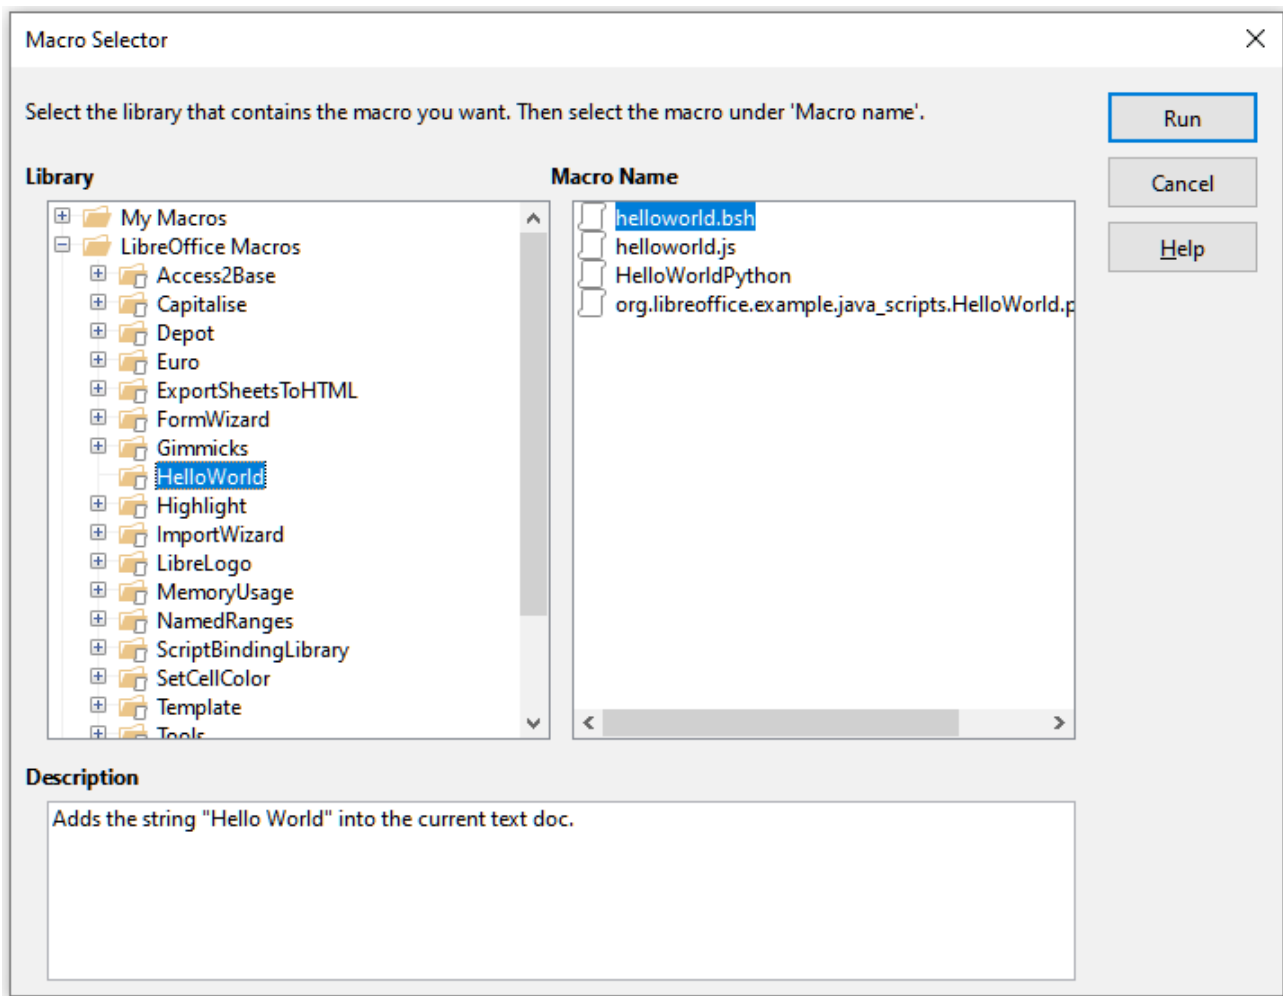 Macro Selector
Select the library that contains the macro you want. Then select the macro under 'Macro name'.
Run
Cancel
Help
Library
My Macros
LibreOffice Macros
Access2Base
Capitalise
Depot
Euro
ExportSheetsToHTML
FormWizard
Gimmicks
HelloWorld
Highlight
ImportWizard
LibreLogo
MemoryUsage
NamedRanges
ScriptBindingLibrary
SetCellColor
Template
Tools
Macro Name
helloworld.bsh
helloworld.js
HelloWorldPython
org.libreoffice.example.java_scripts.HelloWorld.p
Description
Adds the string "Hello World" into the current text doc.